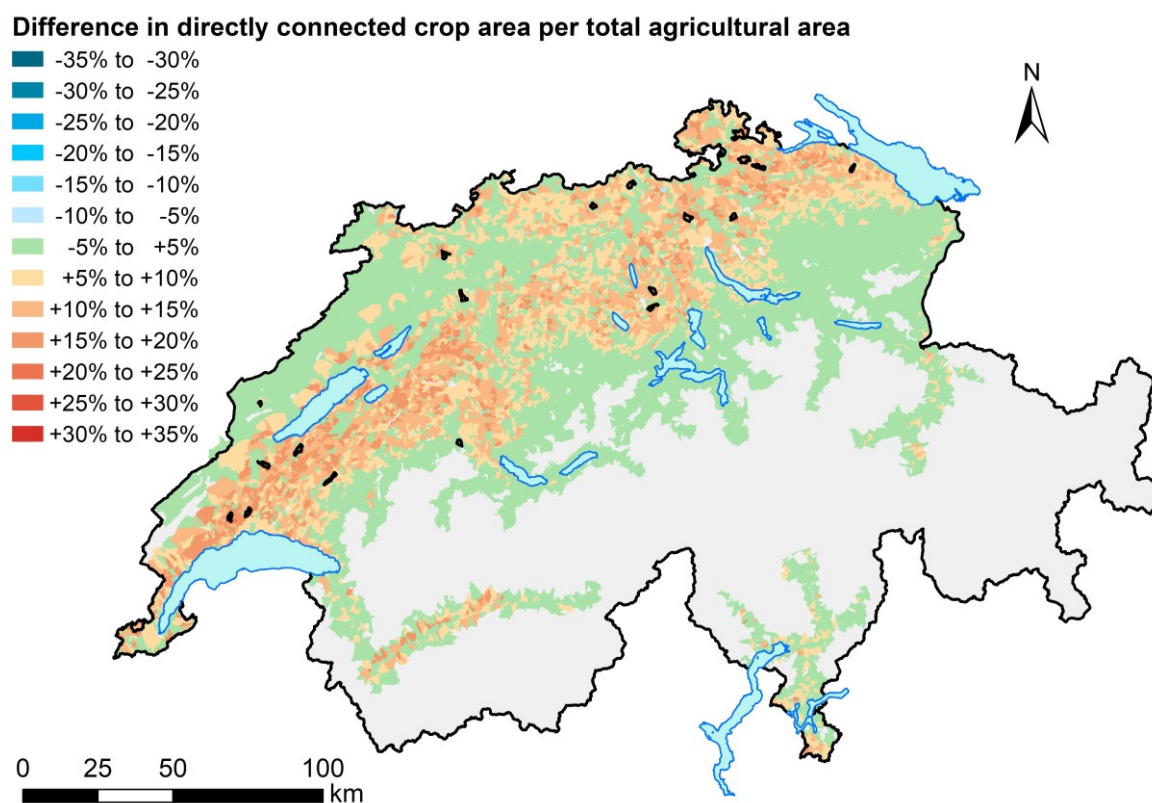 Difference in directly connected crop area per total agricultural area
-35% to -30%
-30% to -25%
-25% to -20%
-20% to -15%
-15% to -10%
-10% to -5%
-5% to +5%
+5% to +10%
+10% to +15%
+15% to +20%
+20% to +25%
+25% to +30%
+30% to +35%
N
0 25 50 100
km